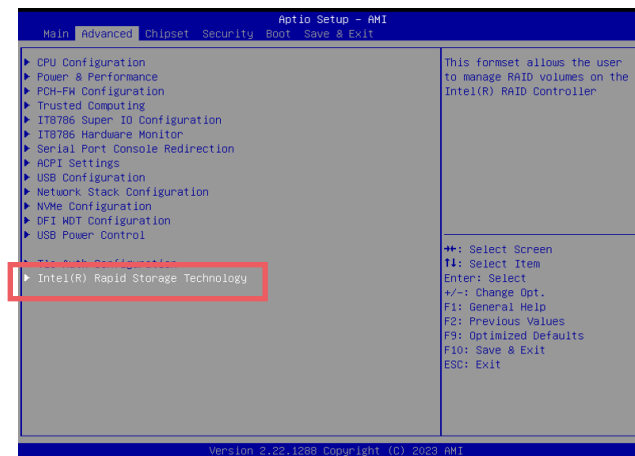 Aptio Setup - AMI
Main Advanced Chipset Security Boot Save & Exit
CPU Configuration
Power & Performance
PCH-FW Configuration
Trusted Computing
IT8786 Super IO Configuration
IT8786 Hardware Monitor
Serial Port Console Redirection
ACPI Settings
USB Configuration
Network Stack Configuration
NVMe Configuration
DFI WDT Configuration
USB Power Control
Tls Auth Configuration
Intel(R) Rapid Storage Technology
This formset allows the user
to manage RAID volumes on the
Intel(R) RAID Controller
→←: Select Screen
↑↓: Select Item
Enter: Select
+/-: Change Opt.
F1: General Help
F2: Previous Values
F9: Optimized Defaults
F10: Save & Exit
ESC: Exit
Version 2.22.1288 Copyright (C) 2023 AMI